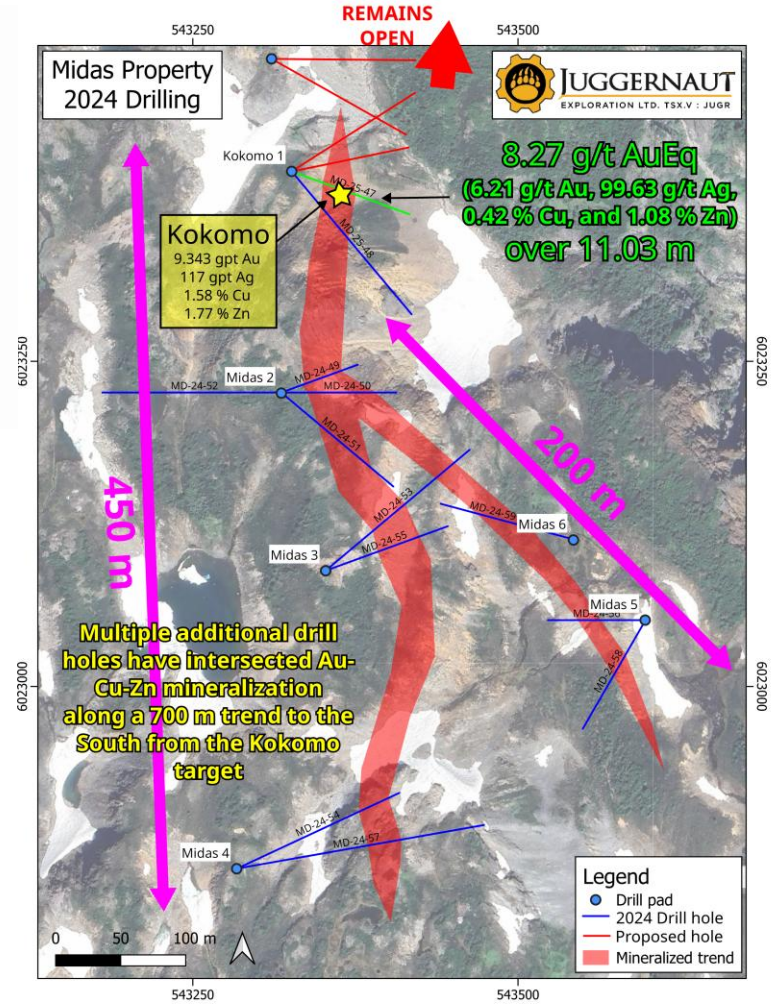 543250
REMAINS
OPEN
543500
Midas Property
2024 Drilling
JUGGERNAUT
EXPLORATION LTD. TSX.V : JUGR
Kokomo 1
MD-25-47
8.27 g/t AuEq
(6.21 g/t Au, 99.63 g/t Ag,
0.42 % Cu, and 1.08 % Zn)
over 11.03 m
Kokomo
9.343 gpt Au
117 gpt Ag
1.58 % Cu
1.77 % Zn
MD-25-48
6023250
6023250
MD-24-52
Midas 2
MD-24-49
MD-24-50
MD-24-51
200 m
450 m
MD-24-53
MD-24-59
Midas 6
Midas 3
MD-24-55
Midas 5
MD-24-56
MD-24-58
Multiple additional drill
holes have intersected Au-
Cu-Zn mineralization
along a 700 m trend to the
South from the Kokomo
target
6023000
6023000
MD-24-54
MD-24-57
Midas 4
Legend
Drill pad
2024 Drill hole
Proposed hole
Mineralized trend
0 50 100 m
543250
543500